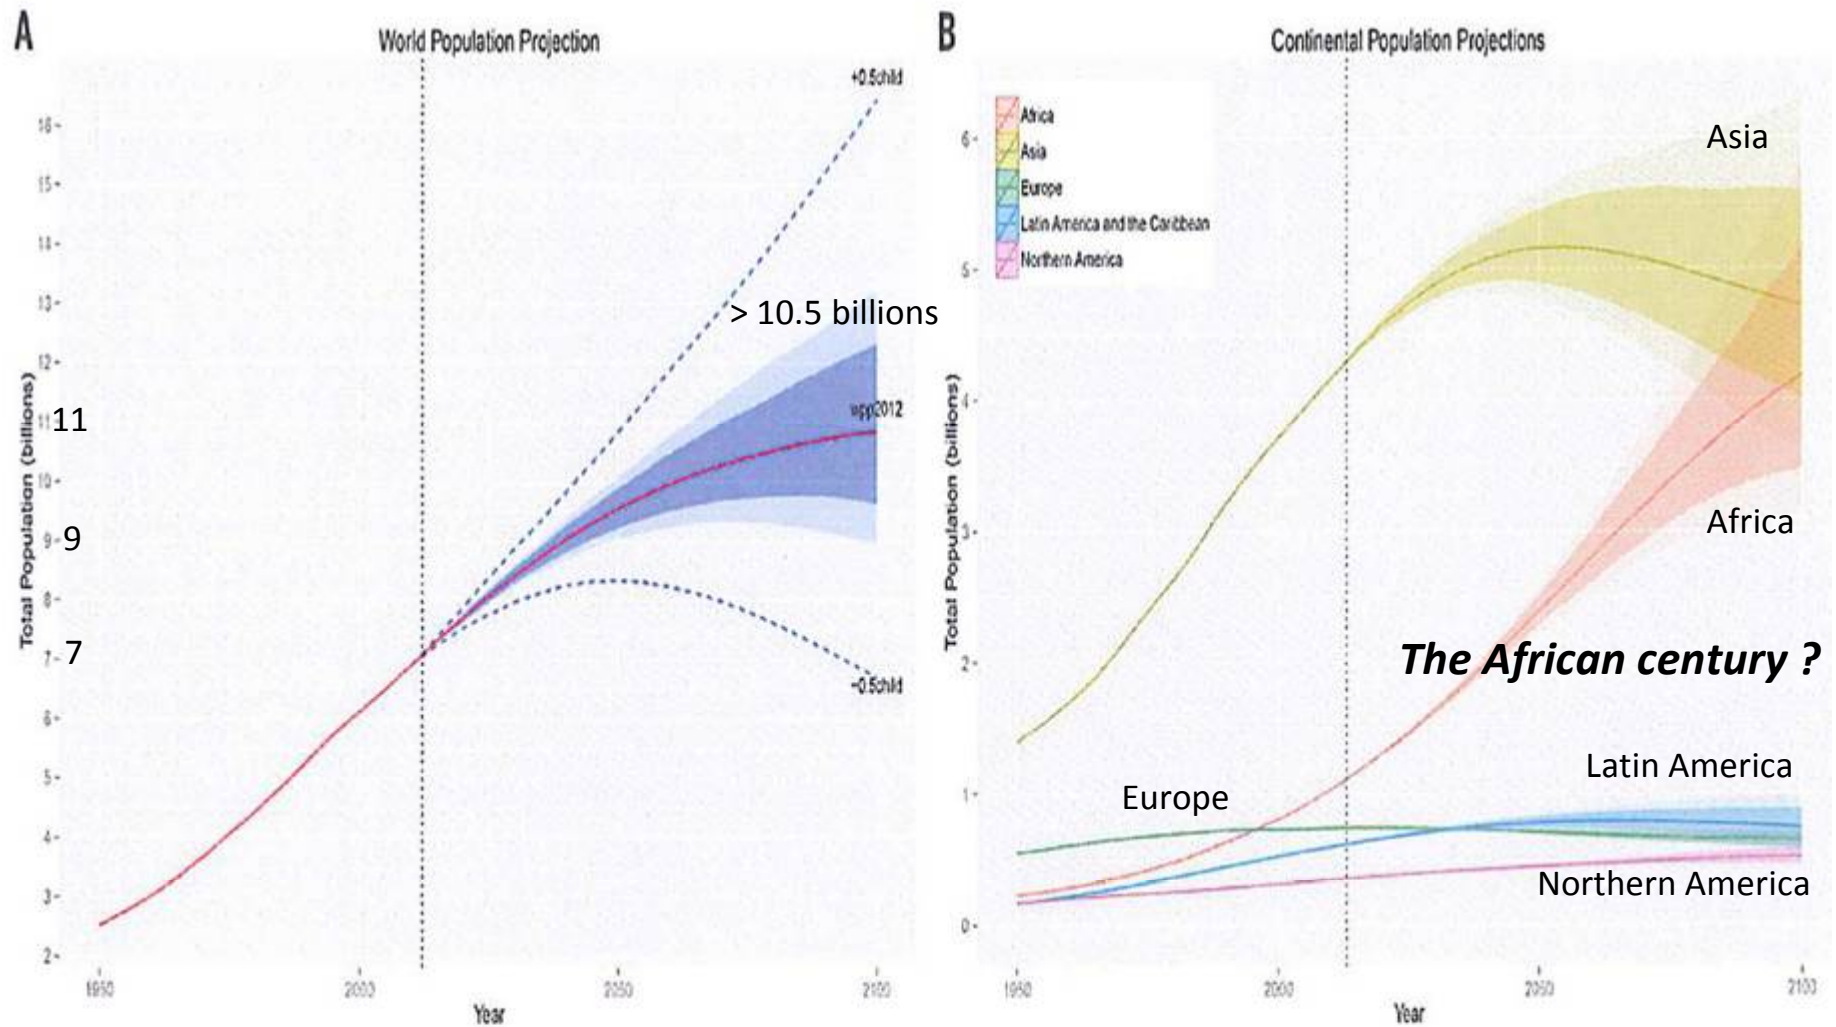 A
World Population Projection
+0.5child
> 10.5 billions
wpp2012
-0.5child
Total Population (billions)
16
15
14
13
12
11
11
10
9
9
8
7
7
6
5
4
3
2
1950
2000
2050
2100
Year
B
Continental Population Projections
Africa
Asia
Europe
Latin America and the Caribbean
Northern America
Asia
Africa
The African century ?
Latin America
Europe
Northern America
Total Population (billions)
6
5
4
3
2
1
0
1950
2000
2050
2100
Year